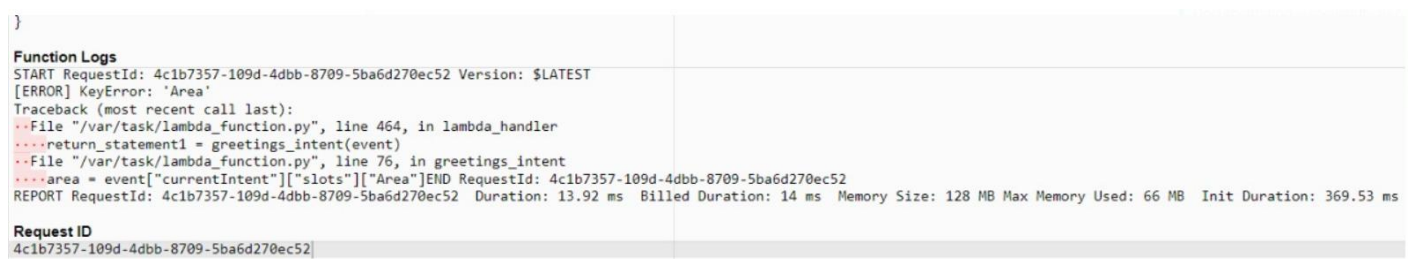 }
Function Logs
START RequestId: 4c1b7357-109d-4dbb-8709-5ba6d270ec52 Version: $LATEST
[ERROR] KeyError: 'Area'
Traceback (most recent call last):
··File "/var/task/lambda_function.py", line 464, in lambda_handler
····return_statement1 = greetings_intent(event)
··File "/var/task/lambda_function.py", line 76, in greetings_intent
····area = event["currentIntent"]["slots"]["Area"]END RequestId: 4c1b7357-109d-4dbb-8709-5ba6d270ec52
REPORT RequestId: 4c1b7357-109d-4dbb-8709-5ba6d270ec52 Duration: 13.92 ms Billed Duration: 14 ms Memory Size: 128 MB Max Memory Used: 66 MB Init Duration: 369.53 ms
Request ID
4c1b7357-109d-4dbb-8709-5ba6d270ec52